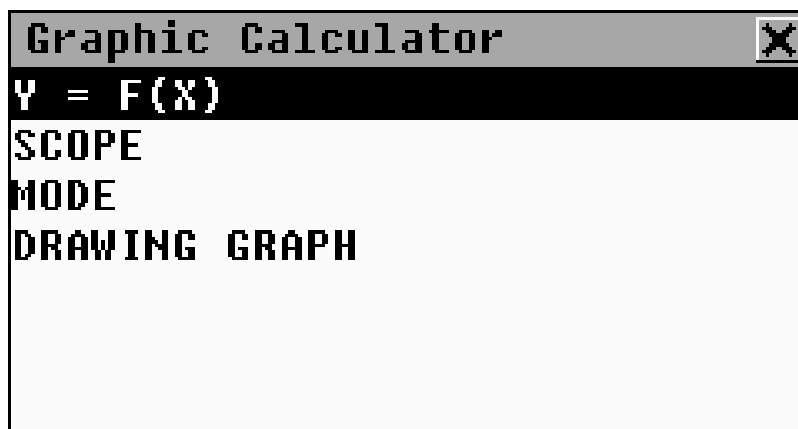 Graphic Calculator
Y = F(X)
SCOPE
MODE
DRAWING GRAPH